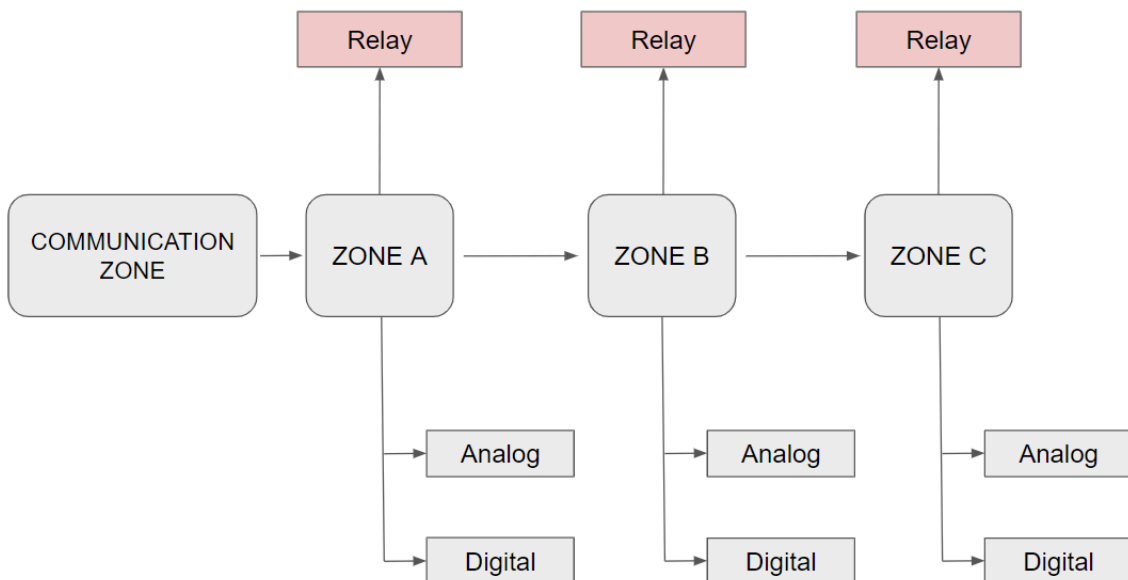 Relay
Relay
Relay
COMMUNICATION
ZONE
ZONE A
ZONE B
ZONE C
Analog
Analog
Analog
Digital
Digital
Digital